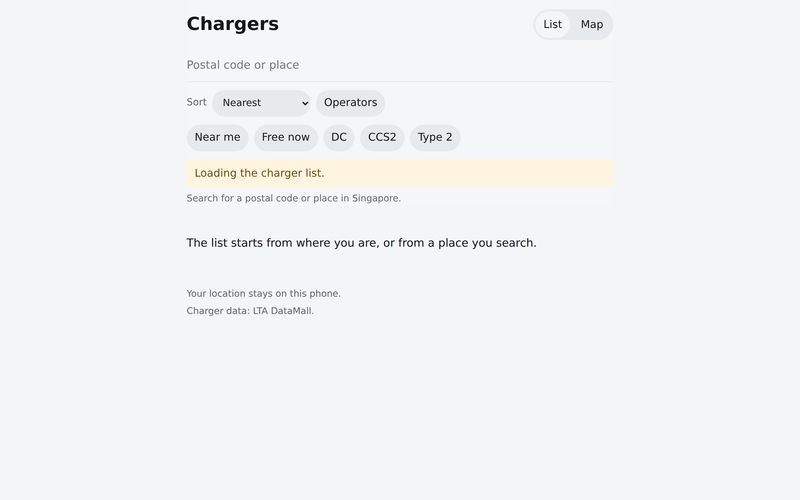 Chargers
List Map
Postal code or place
Sort Nearest Operators
Near me Free now DC CCS2 Type 2
Loading the charger list.
Search for a postal code or place in Singapore.
The list starts from where you are, or from a place you search.
Your location stays on this phone.
Charger data: LTA DataMall.